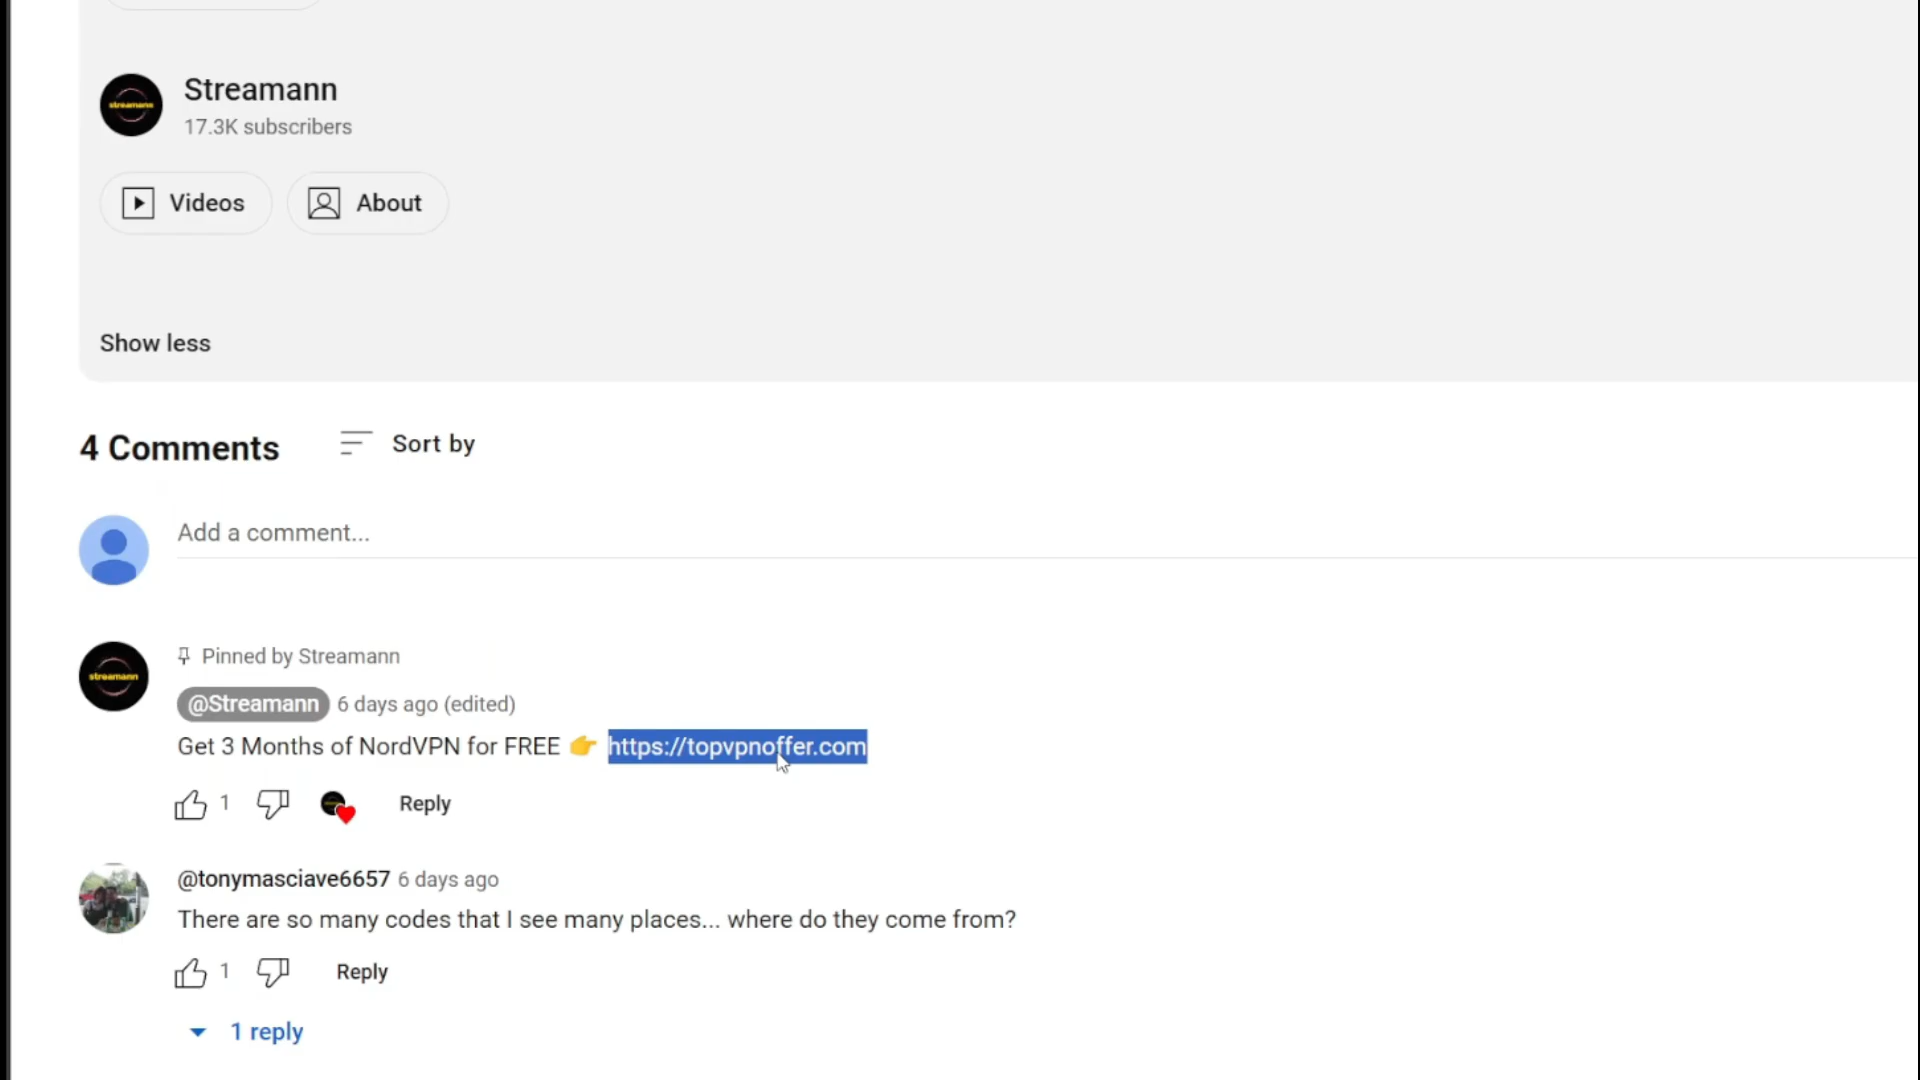 streamann
Streamann
17.3K subscribers
Videos
About
Show less
4 Comments
Sort by
Add a comment...
streamann
Pinned by Streamann
@Streamann 6 days ago (edited)
Get 3 Months of NordVPN for FREE 👉 https://topvpnoffer.com
1
Reply
@tonymasciave6657 6 days ago
There are so many codes that I see many places... where do they come from?
1
Reply
1 reply